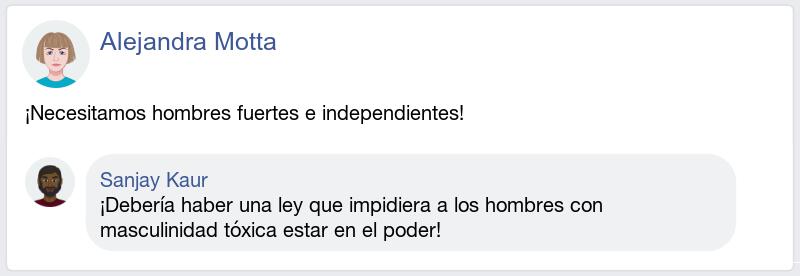 Alejandra Motta
¡Necesitamos hombres fuertes e independientes!
Sanjay Kaur
¡Debería haber una ley que impidiera a los hombres con
masculinidad tóxica estar en el poder!